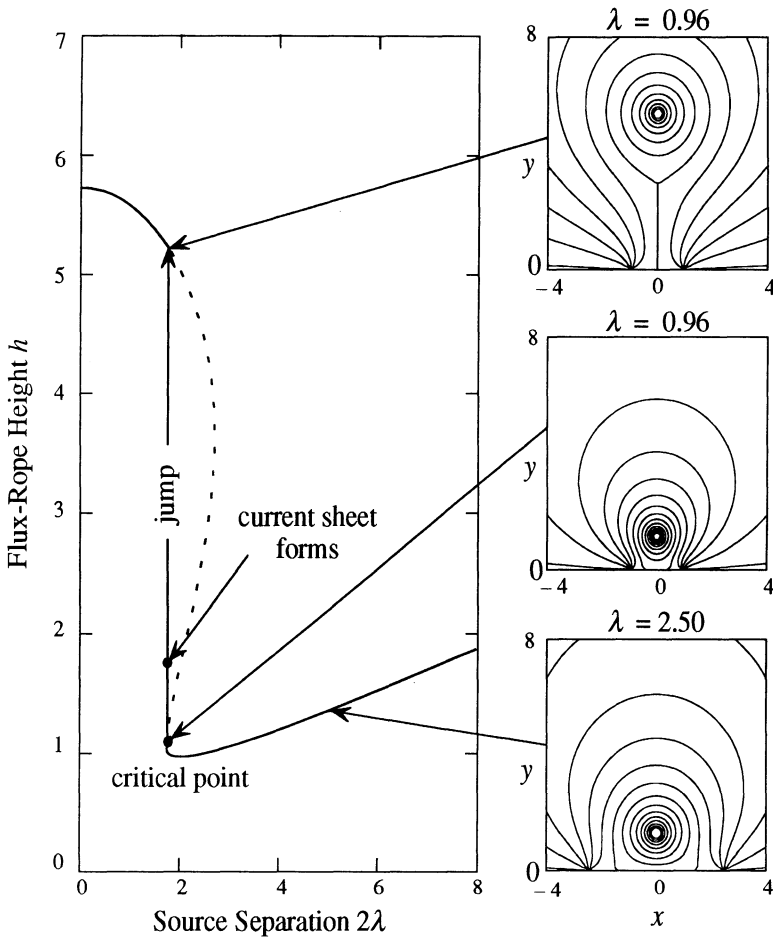 7
6
5
4
3
2
1
0
Flux-Rope Height h
0
2
4
6
8
Source Separation 2λ
jump
current sheet
forms
critical point
λ = 0.96
8
y
0
−4
0
4
λ = 0.96
8
y
0
−4
0
4
λ = 2.50
8
y
0
−4
0
4
x